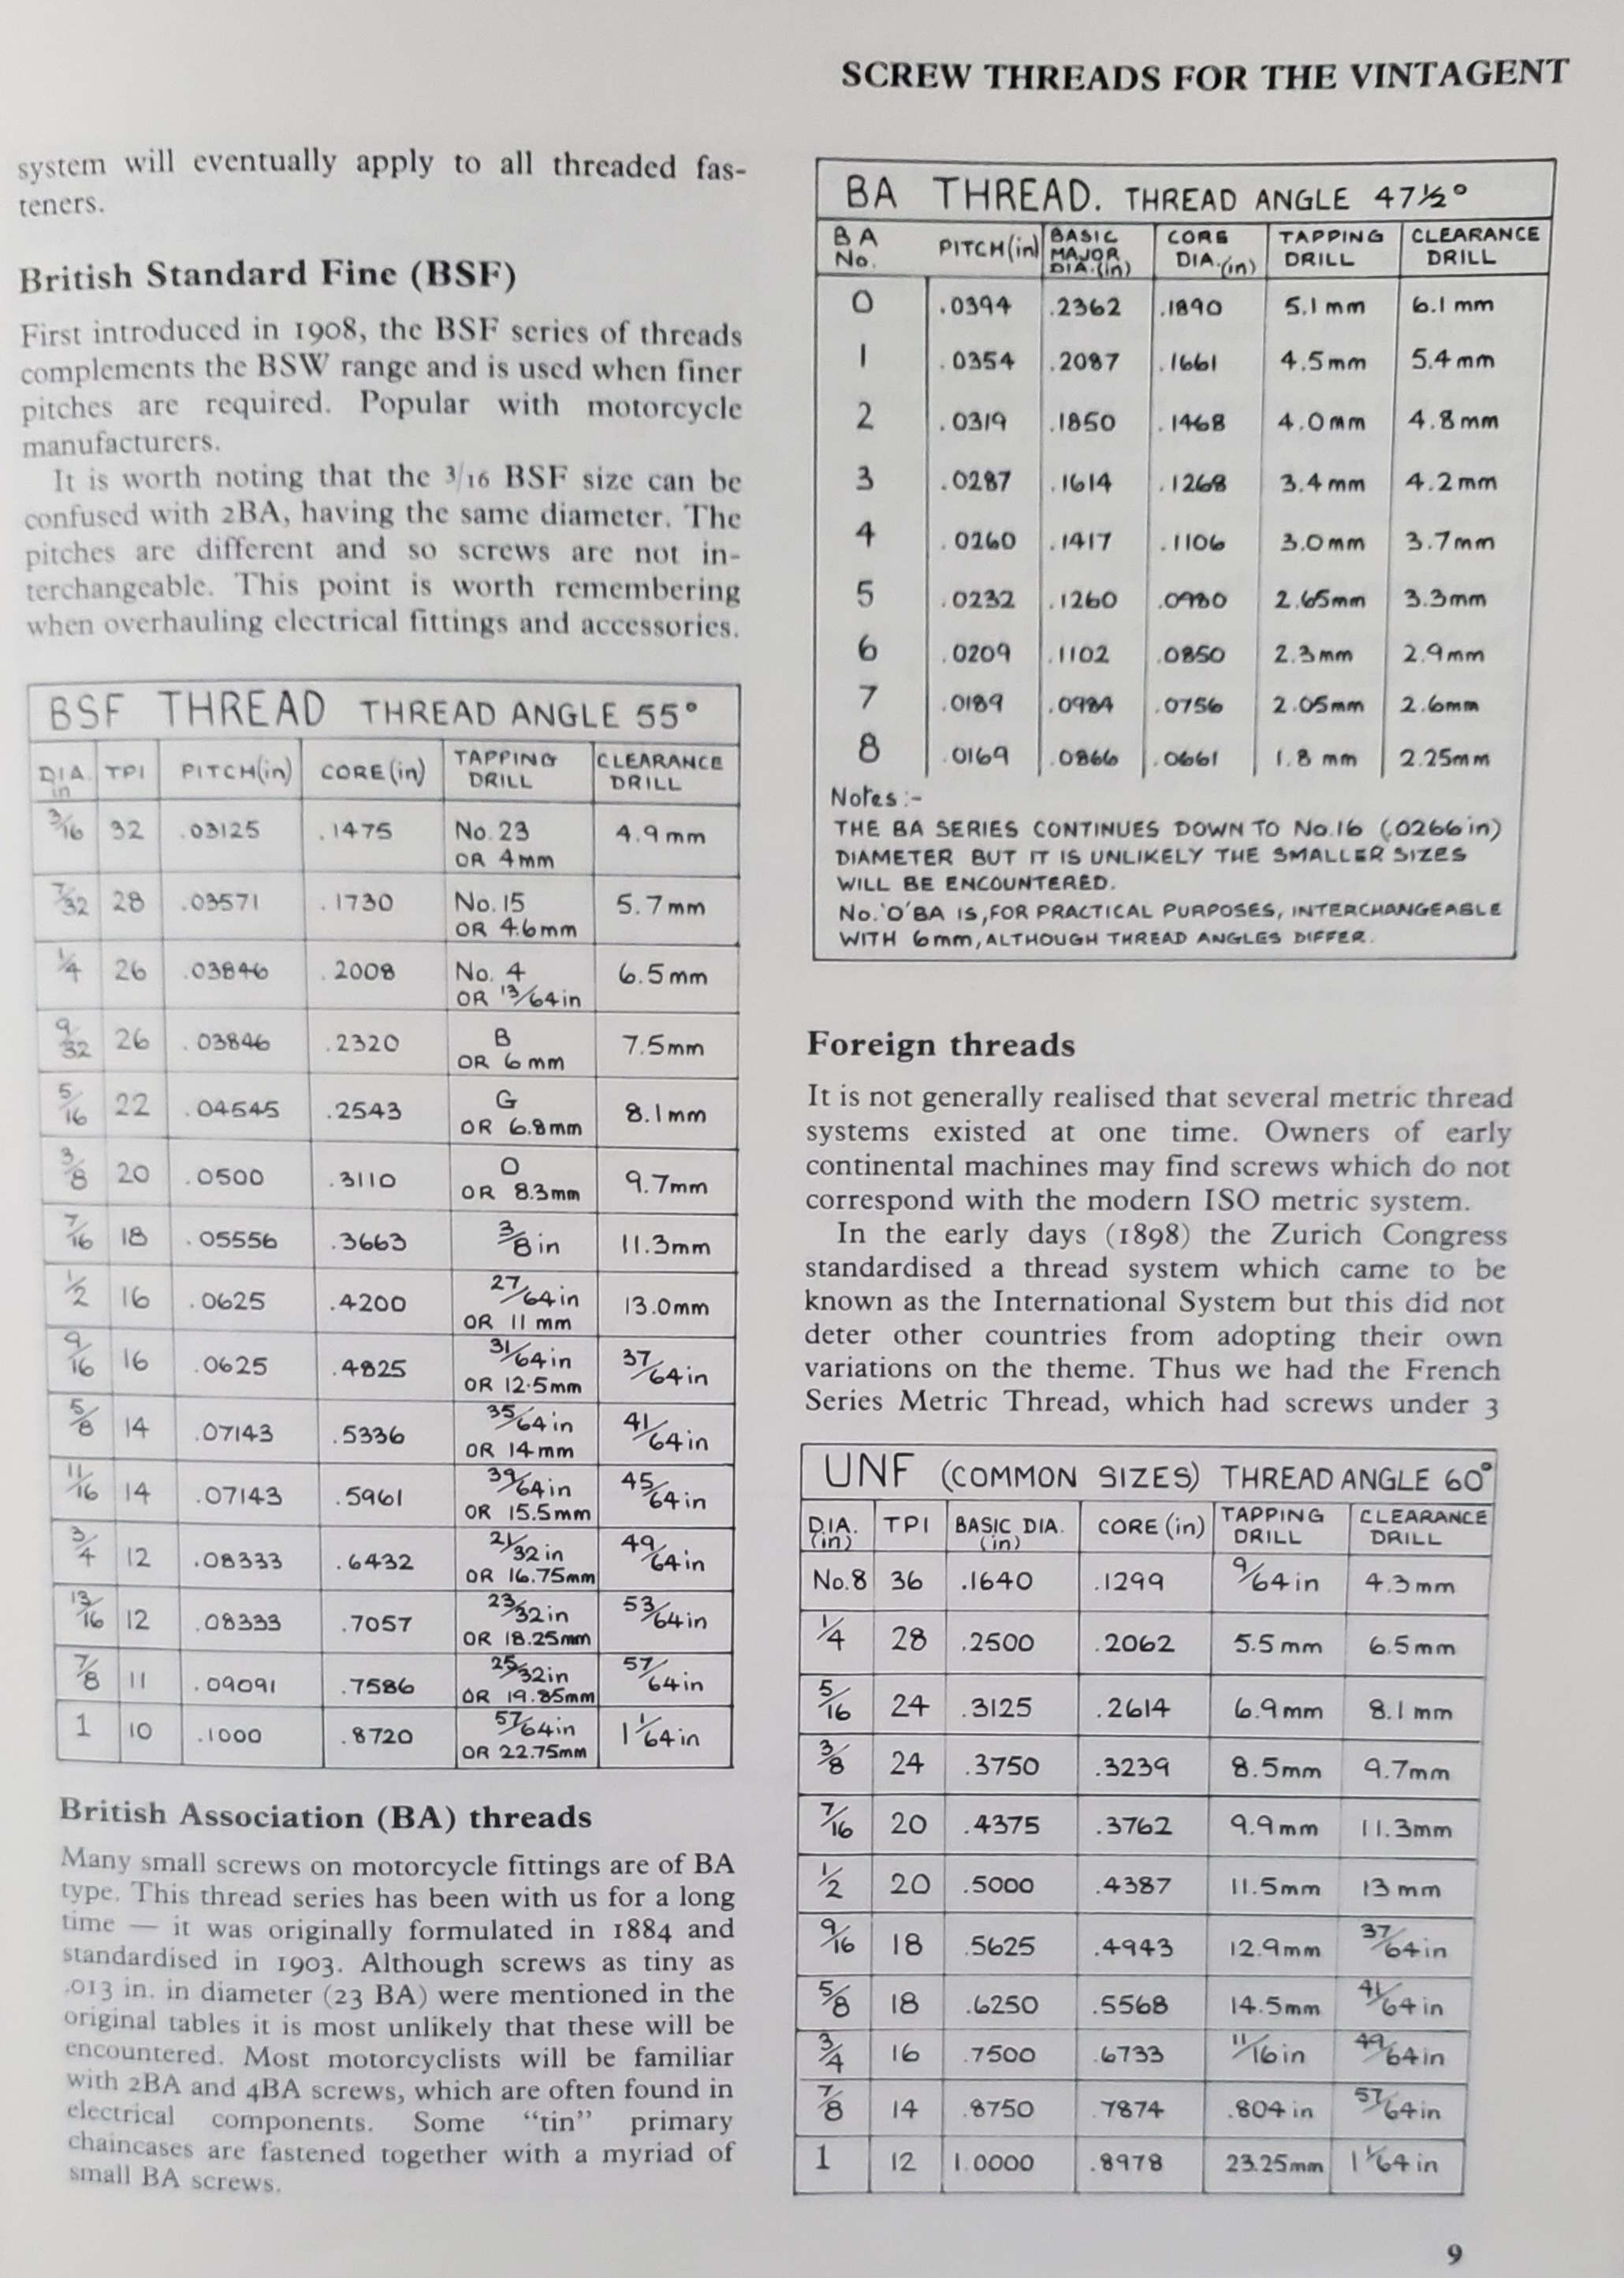 SCREW THREADS FOR THE VINTAGENT
system will eventually apply to all threaded fas-
teners.
British Standard Fine (BSF)
First introduced in 1908, the BSF series of threads
complements the BSW range and is used when finer
pitches are required. Popular with motorcycle
manufacturers.
It is worth noting that the 3/16 BSF size can be
confused with 2BA, having the same diameter. The
pitches are different and so screws are not in-
terchangeable. This point is worth remembering
when overhauling electrical fittings and accessories.
BSF THREAD THREAD ANGLE 55°
DIA. in TPI PITCH(in) CORE(in) TAPPING DRILL CLEARANCE DRILL
3/16 32 .03125 .1475 No. 23 OR 4mm 4.9mm
7/32 28 .03571 .1730 No. 15 OR 4.6mm 5.7mm
1/4 26 .03846 .2008 No. 4 OR 13/64in 6.5mm
9/32 26 .03846 .2320 B OR 6mm 7.5mm
5/16 22 .04545 .2543 G OR 6.8mm 8.1mm
3/8 20 .0500 .3110 O OR 8.3mm 9.7mm
7/16 18 .05556 .3663 3/8in 11.3mm
1/2 16 .0625 .4200 27/64in OR 11mm 13.0mm
9/16 16 .0625 .4825 31/64in OR 12.5mm 37/64in
5/8 14 .07143 .5336 35/64in OR 14mm 41/64in
11/16 14 .07143 .5961 39/64in OR 15.5mm 45/64in
3/4 12 .08333 .6432 21/32in OR 16.75mm 49/64in
13/16 12 .08333 .7057 23/32in OR 18.25mm 53/64in
7/8 11 .09091 .7586 25/32in OR 19.85mm 57/64in
1 10 .1000 .8720 57/64in OR 22.75mm 1 1/64in
British Association (BA) threads
Many small screws on motorcycle fittings are of BA
type. This thread series has been with us for a long
time — it was originally formulated in 1884 and
standardised in 1903. Although screws as tiny as
.013 in. in diameter (23 BA) were mentioned in the
original tables it is most unlikely that these will be
encountered. Most motorcyclists will be familiar
with 2BA and 4BA screws, which are often found in
electrical components. Some "tin" primary
chaincases are fastened together with a myriad of
small BA screws.
BA THREAD. THREAD ANGLE 47½°
BA No. PITCH(in) BASIC MAJOR DIA.(in) CORE DIA.(in) TAPPING DRILL CLEARANCE DRILL
0 .0394 .2362 .1890 5.1mm 6.1mm
1 .0354 .2087 .1661 4.5mm 5.4mm
2 .0319 .1850 .1468 4.0mm 4.8mm
3 .0287 .1614 .1268 3.4mm 4.2mm
4 .0260 .1417 .1106 3.0mm 3.7mm
5 .0232 .1260 .0980 2.65mm 3.3mm
6 .0209 .1102 .0850 2.3mm 2.9mm
7 .0189 .0984 .0756 2.05mm 2.6mm
8 .0169 .0866 .0661 1.8 mm 2.25mm
Notes:-
THE BA SERIES CONTINUES DOWN TO No.16 (.0266in)
DIAMETER BUT IT IS UNLIKELY THE SMALLER SIZES
WILL BE ENCOUNTERED.
No.'O'BA IS, FOR PRACTICAL PURPOSES, INTERCHANGEABLE
WITH 6mm, ALTHOUGH THREAD ANGLES DIFFER.
Foreign threads
It is not generally realised that several metric thread
systems existed at one time. Owners of early
continental machines may find screws which do not
correspond with the modern ISO metric system.
In the early days (1898) the Zurich Congress
standardised a thread system which came to be
known as the International System but this did not
deter other countries from adopting their own
variations on the theme. Thus we had the French
Series Metric Thread, which had screws under 3
UNF (COMMON SIZES) THREAD ANGLE 60°
DIA. (in) TPI BASIC DIA. (in) CORE (in) TAPPING DRILL CLEARANCE DRILL
No.8 36 .1640 .1299 9/64in 4.3mm
1/4 28 .2500 .2062 5.5mm 6.5mm
5/16 24 .3125 .2614 6.9mm 8.1mm
3/8 24 .3750 .3239 8.5mm 9.7mm
7/16 20 .4375 .3762 9.9mm 11.3mm
1/2 20 .5000 .4387 11.5mm 13mm
9/16 18 .5625 .4943 12.9mm 37/64in
5/8 18 .6250 .5568 14.5mm 41/64in
3/4 16 .7500 .6733 11/16in 49/64in
7/8 14 .8750 .7874 .804in 57/64in
1 12 1.0000 .8978 23.25mm 1 1/64in
9